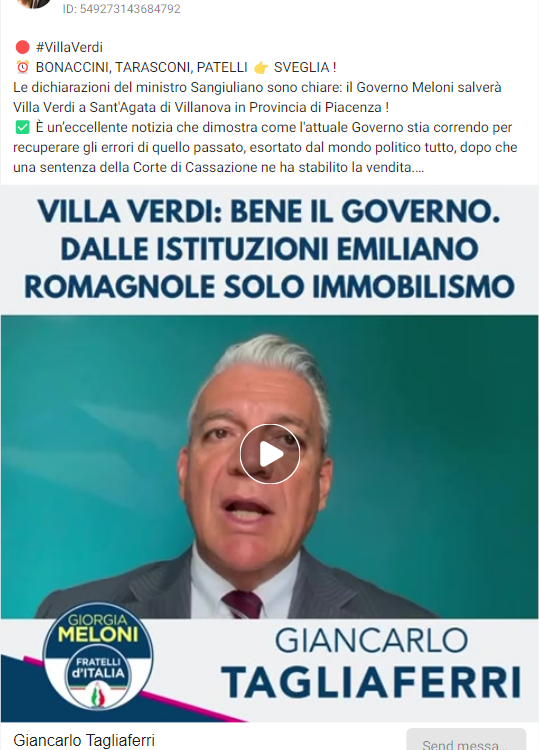 ID: 549273143684792
🔴 #VillaVerdi
⏰ BONACCINI, TARASCONI, PATELLI 👉 SVEGLIA !
Le dichiarazioni del ministro Sangiuliano sono chiare: il Governo Meloni salverà
Villa Verdi a Sant'Agata di Villanova in Provincia di Piacenza !
✅ È un'eccellente notizia che dimostra come l'attuale Governo stia correndo per
recuperare gli errori di quello passato, esortato dal mondo politico tutto, dopo che
una sentenza della Corte di Cassazione ne ha stabilito la vendita....
VILLA VERDI: BENE IL GOVERNO.
DALLE ISTITUZIONI EMILIANO
ROMAGNOLE SOLO IMMOBILISMO
GIORGIA
MELONI
FRATELLI
d'ITALIA
GIANCARLO
TAGLIAFERRI
Giancarlo Tagliaferri
Send messa...